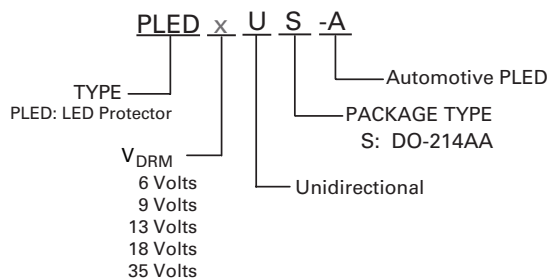 PLED x U S -A
Automotive PLED
TYPE
PLED: LED Protector
PACKAGE TYPE
S: DO-214AA
VDRM
6 Volts
9 Volts
13 Volts
18 Volts
35 Volts
Unidirectional